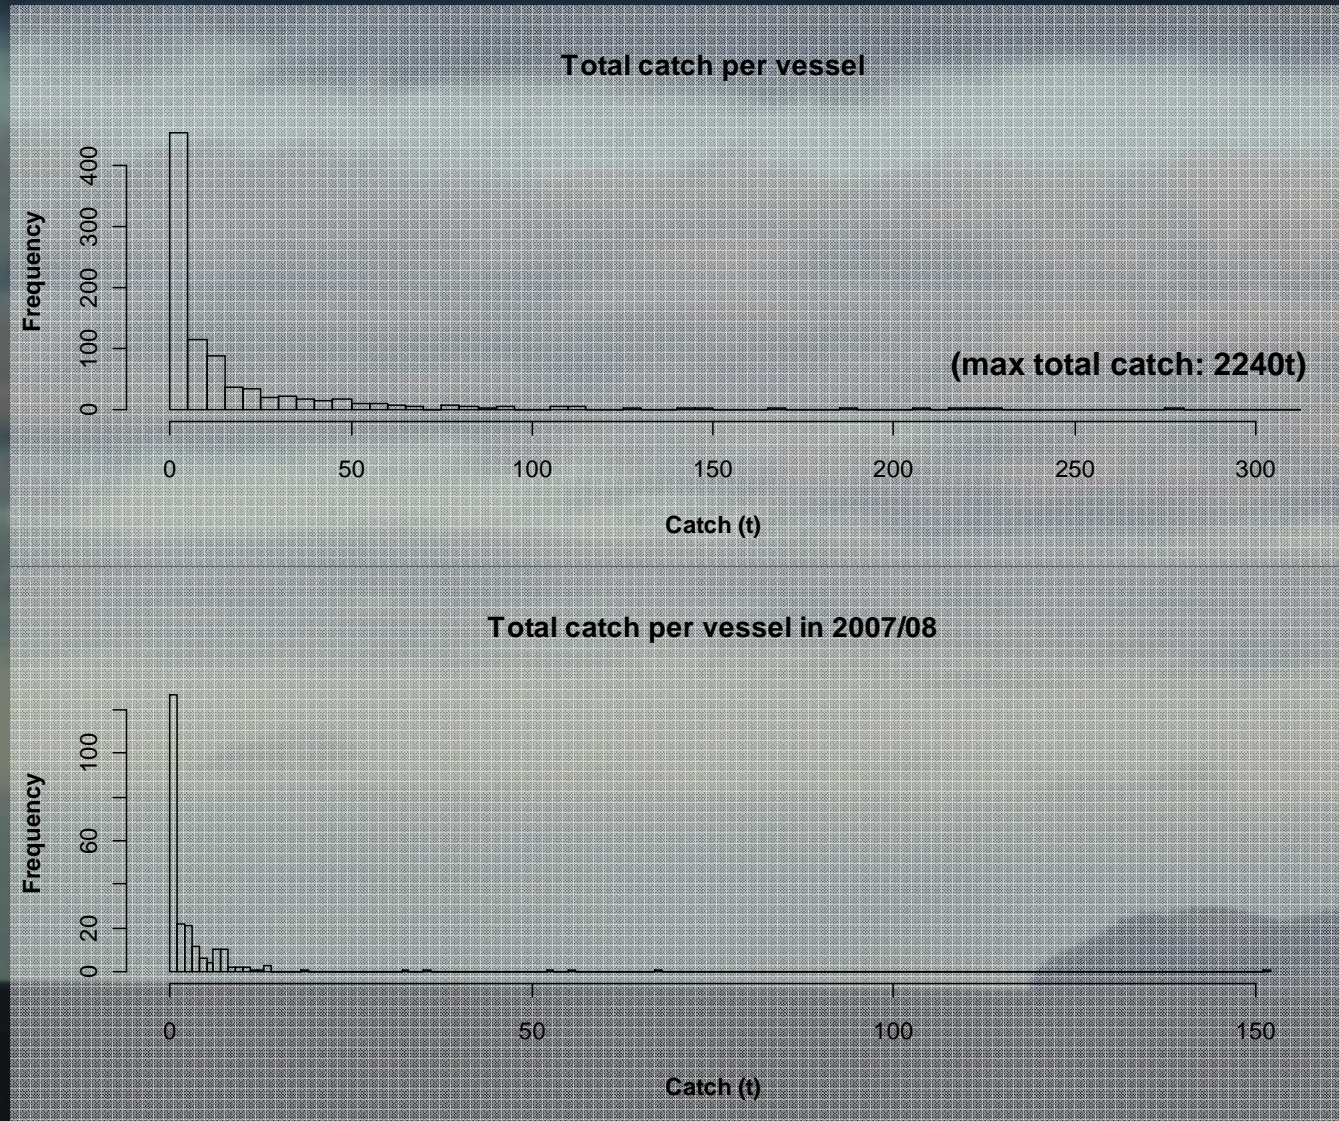 Total catch per vessel
Frequency
400
300
200
100
0
(max total catch: 2240t)
0 50 100 150 200 250 300
Catch (t)
Total catch per vessel in 2007/08
Frequency
100
60
20
0
0 50 100 150
Catch (t)